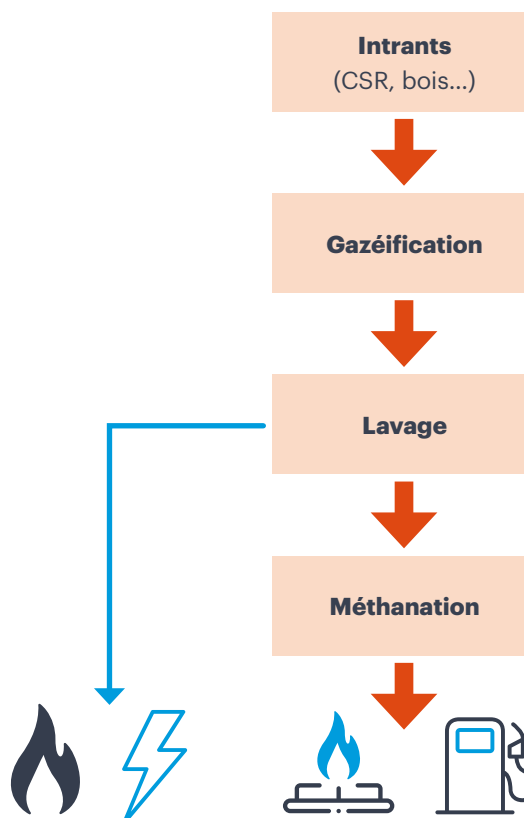 Intrants
(CSR, bois...)
Gazéification
Lavage
Méthanation